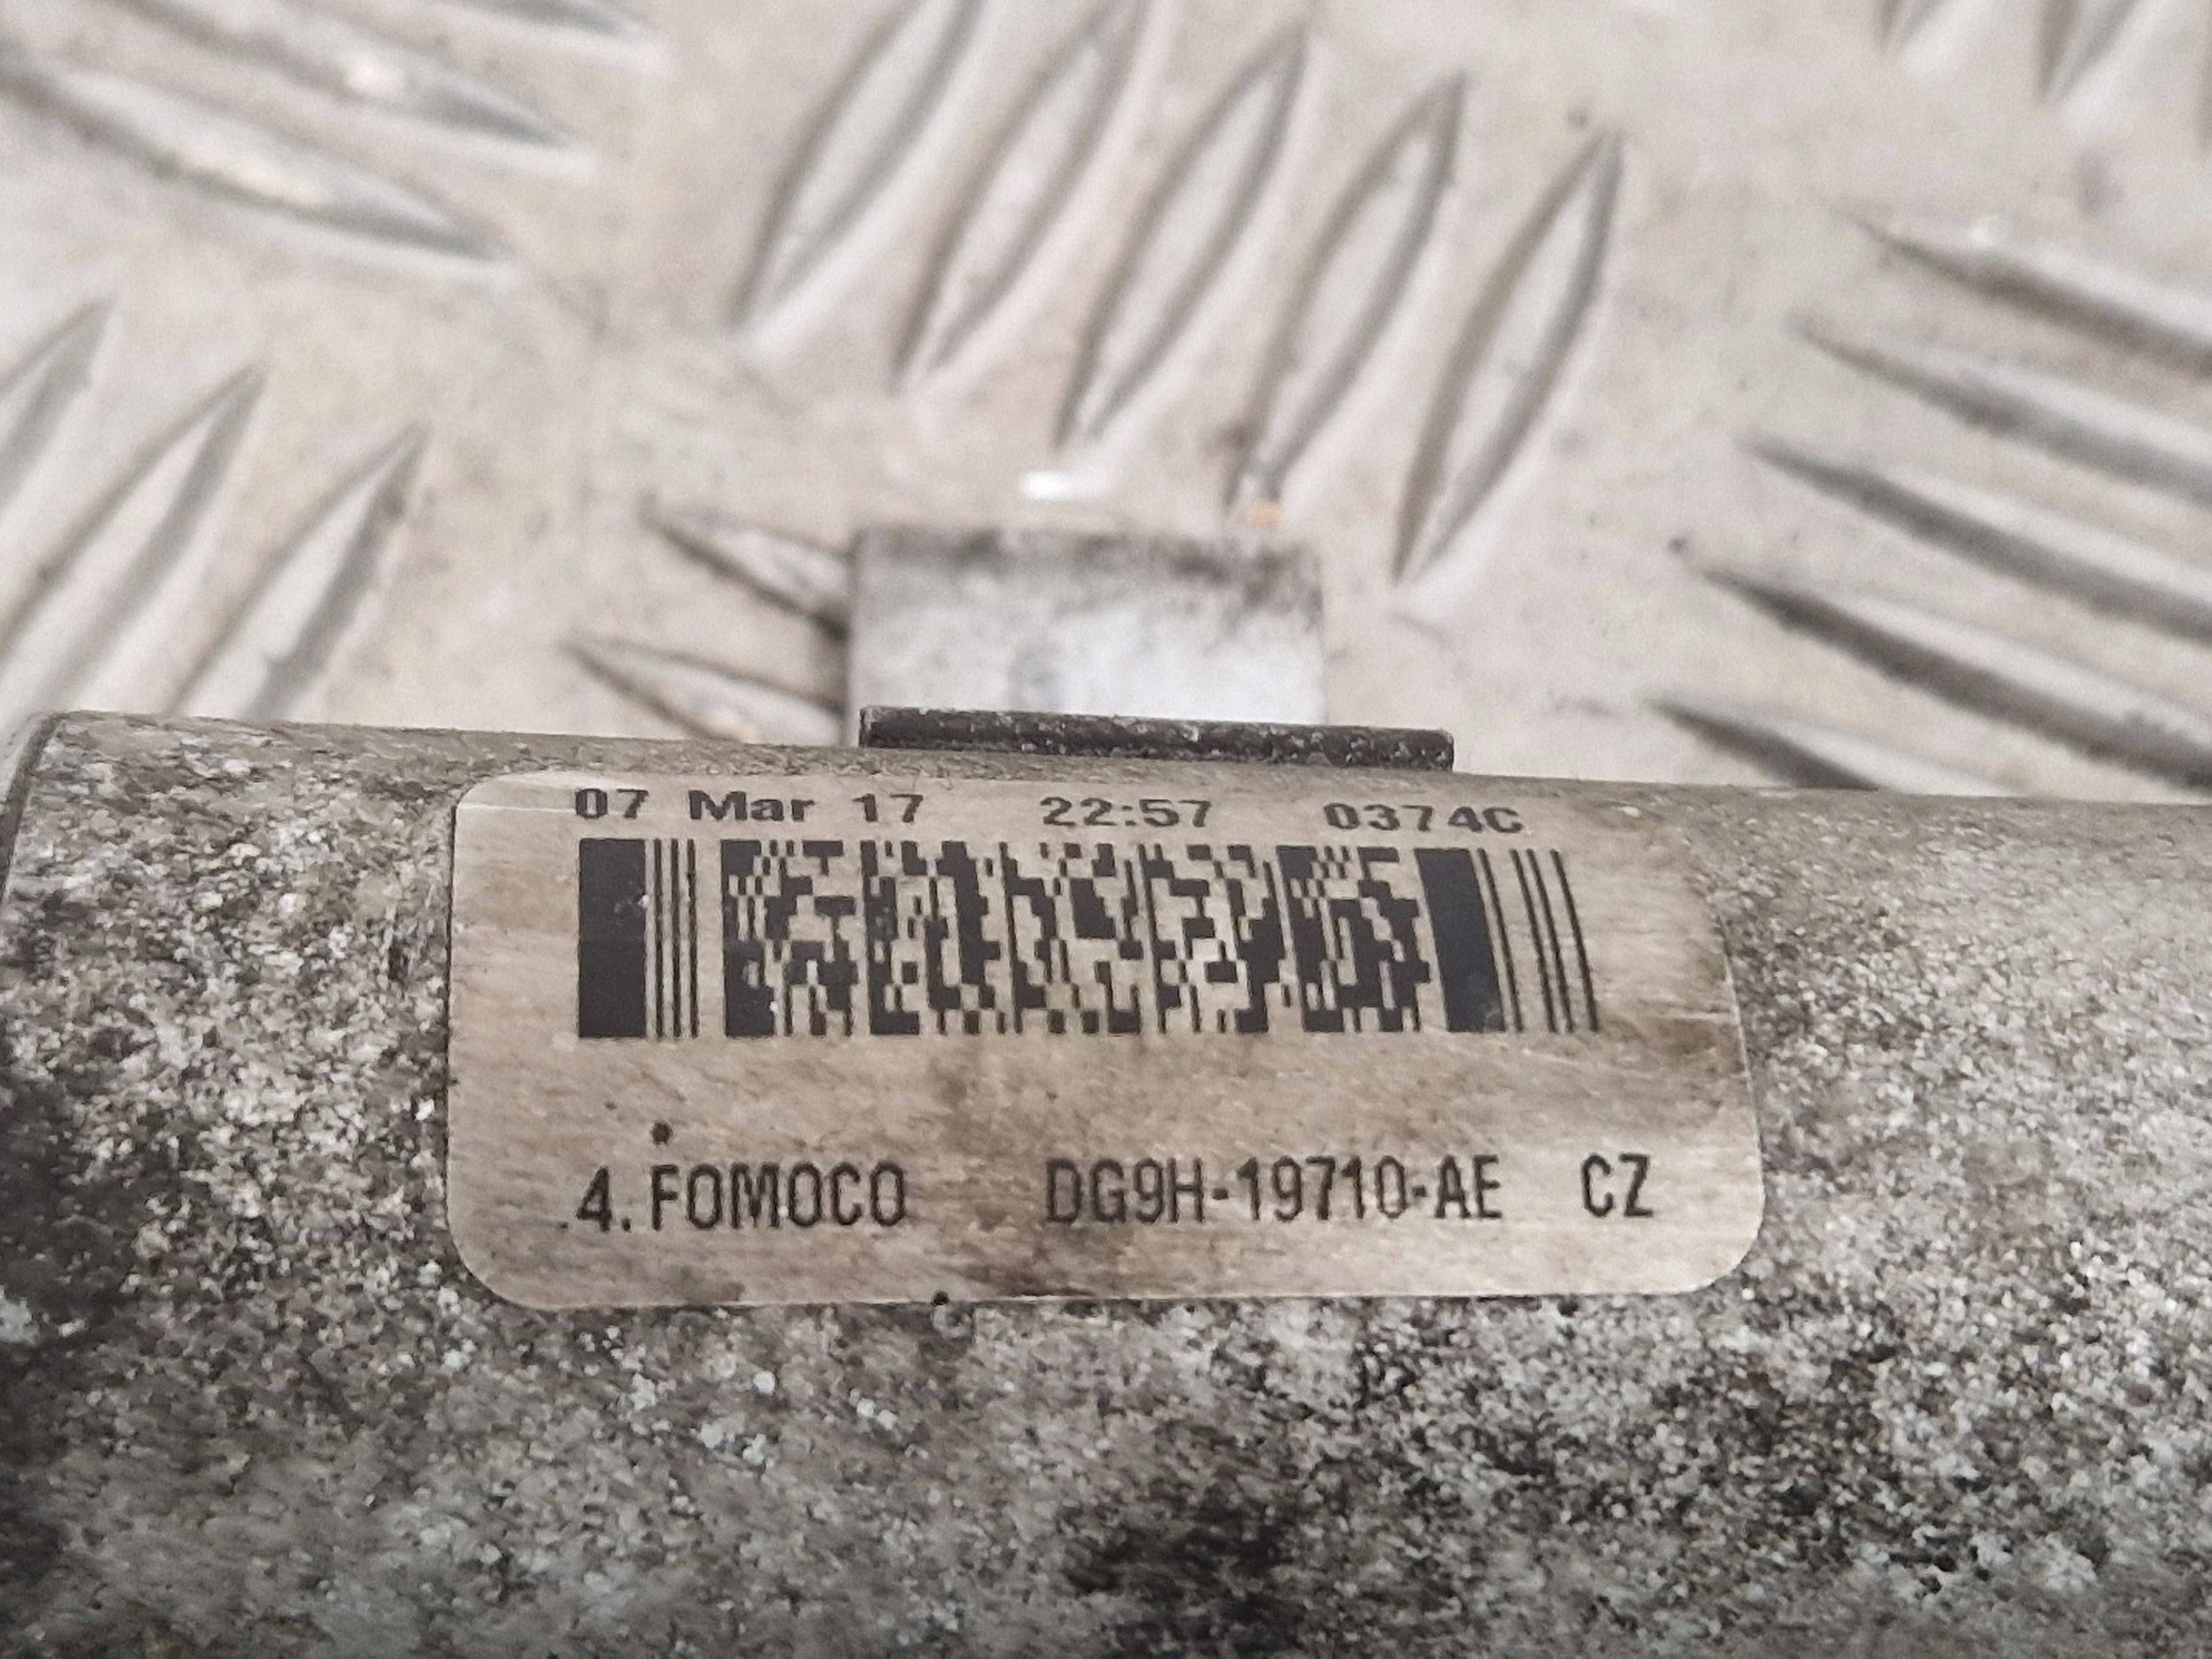 07 Mar 17 22:57 0374C
.4. FOMOCO DG9H-19710-AE CZ